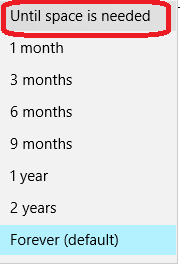 Until space is needed
1 month
3 months
6 months
9 months
1 year
2 years
Forever (default)